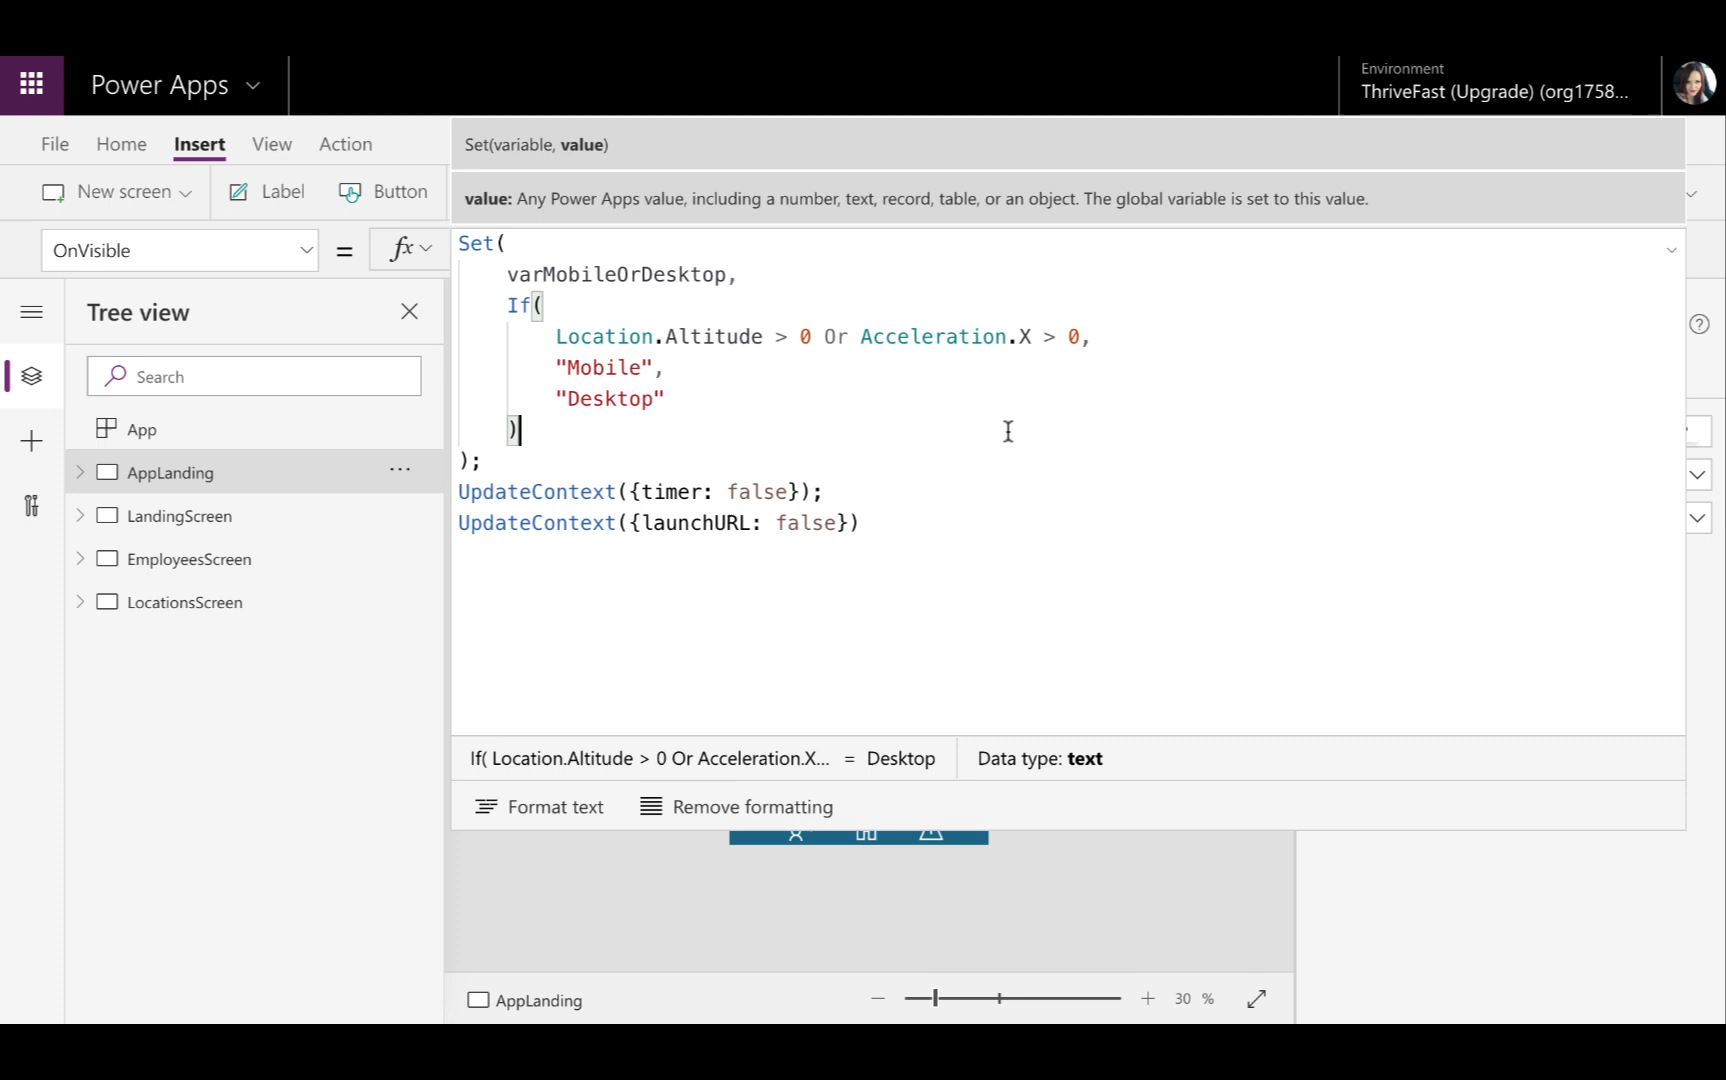 Power Apps
Environment
ThriveFast (Upgrade) (org1758...
File Home Insert View Action
Set(variable, value)
New screen Label Button
value: Any Power Apps value, including a number, text, record, table, or an object. The global variable is set to this value.
OnVisible = fx
Set(
varMobileOrDesktop,
If(
Location.Altitude > 0 Or Acceleration.X > 0,
"Mobile",
"Desktop"
)
);
UpdateContext({timer: false});
UpdateContext({launchURL: false})
Tree view
Search
App
AppLanding ...
LandingScreen
EmployeesScreen
LocationsScreen
If( Location.Altitude > 0 Or Acceleration.X... = Desktop Data type: text
Format text Remove formatting
AppLanding 30 %